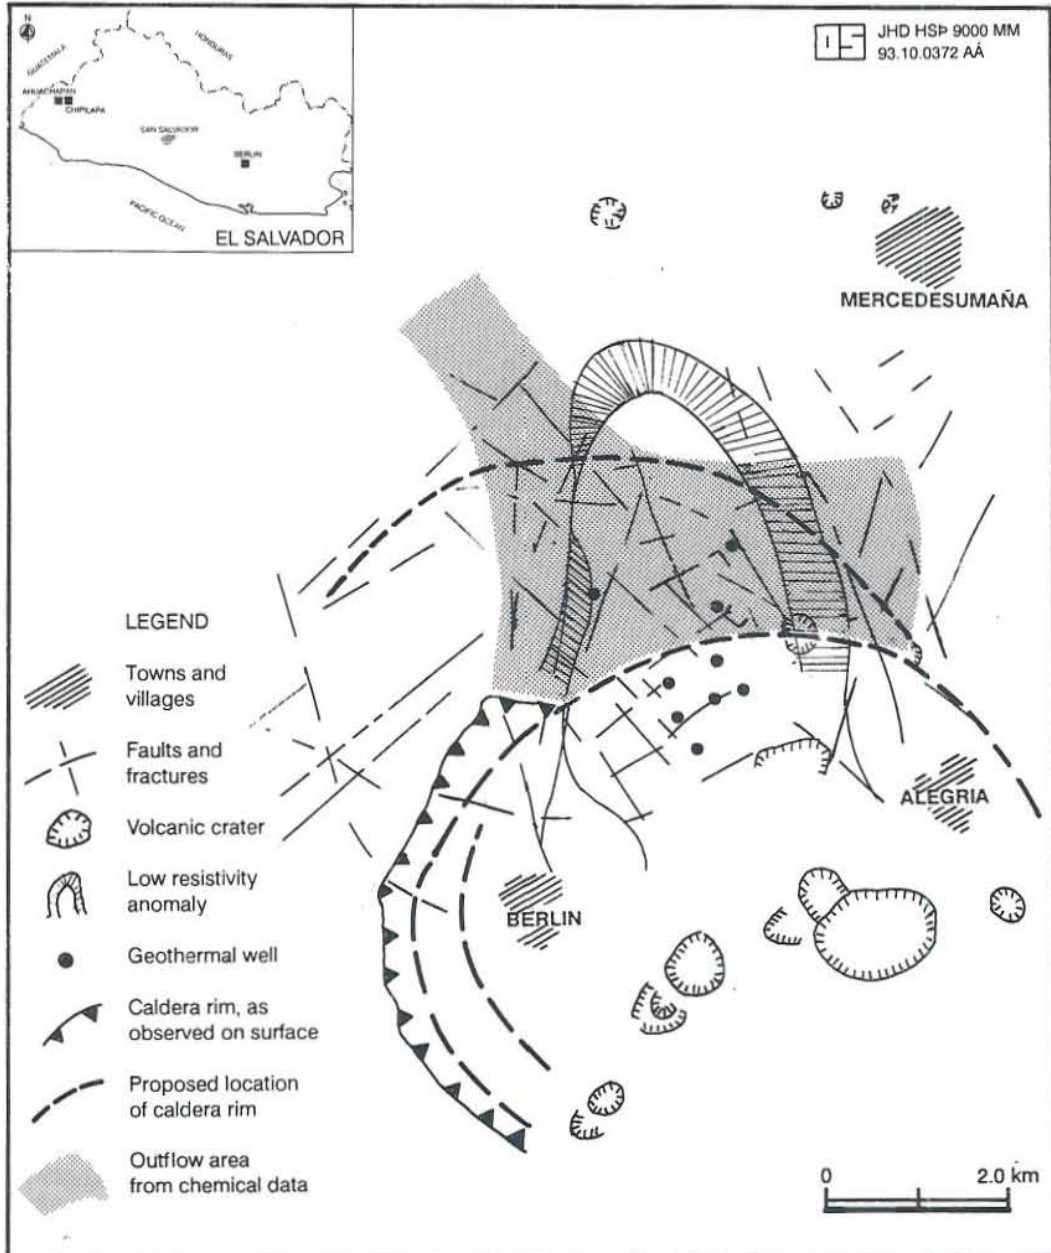 N
GUATEMALA
HONDURAS
AHUACHAPAN
CHIPILAPA
SAN SALVADOR
BERLIN
PACIFIC OCEAN
EL SALVADOR
JHD HSÞ 9000 MM
93.10.0372 AÁ
MERCEDESUMAÑA
LEGEND
Towns and
villages
Faults and
fractures
Volcanic crater
Low resistivity
anomaly
Geothermal well
Caldera rim, as
observed on surface
Proposed location
of caldera rim
Outflow area
from chemical data
ALEGRIA
BERLIN
0 2.0 km